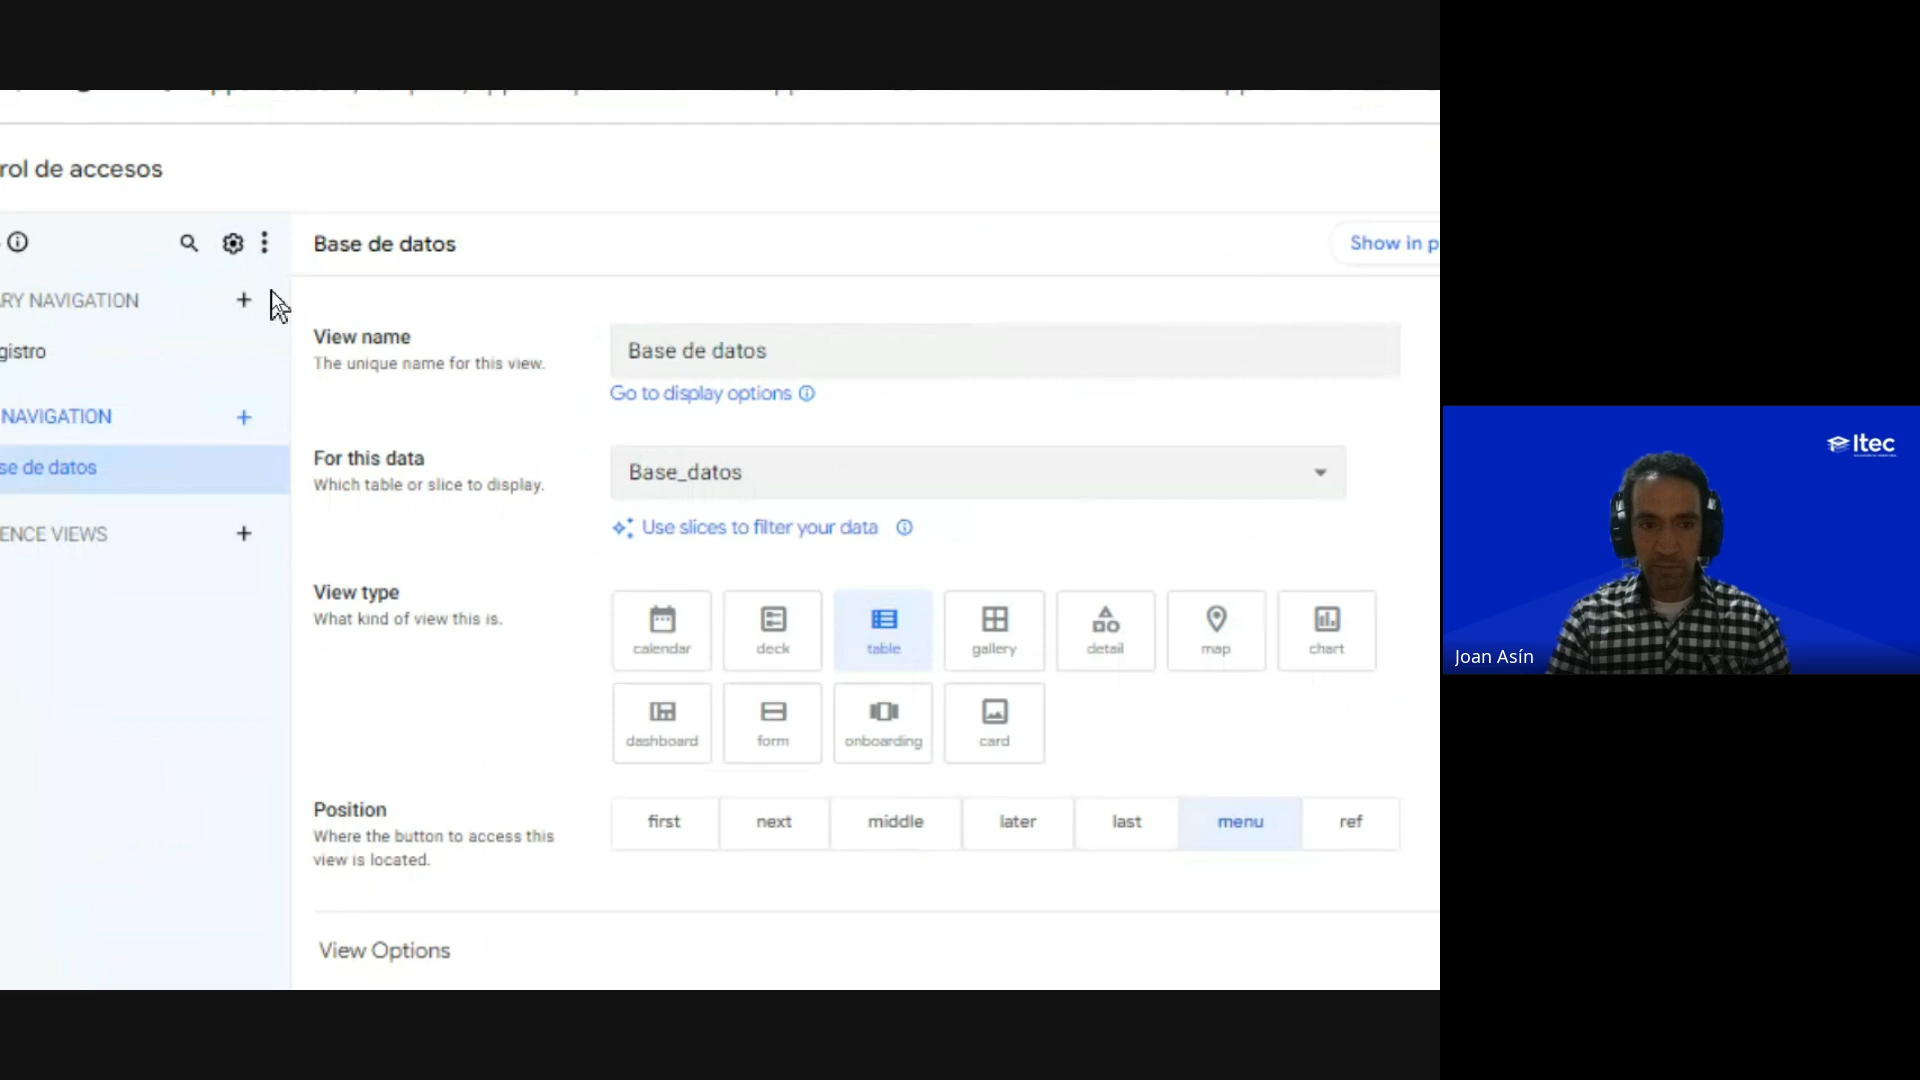 rol de accesos
Base de datos
Show in p
RY NAVIGATION
gistro
NAVIGATION
se de datos
ENCE VIEWS
View name
The unique name for this view.
Base de datos
Go to display options
For this data
Which table or slice to display.
Base_datos
Use slices to filter your data
View type
What kind of view this is.
calendar
deck
table
gallery
detail
map
chart
dashboard
form
onboarding
card
Position
Where the button to access this
view is located.
first
next
middle
later
last
menu
ref
View Options
Itec
Joan Asín